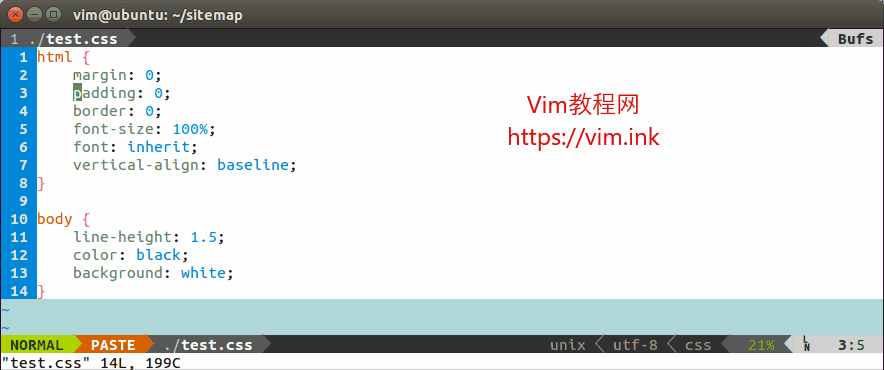 vim@ubuntu: ~/sitemap
1 ./test.css Bufs
1 html {
2 margin: 0;
3 padding: 0;
4 border: 0;
5 font-size: 100%;
6 font: inherit;
7 vertical-align: baseline;
8 }
9
10 body {
11 line-height: 1.5;
12 color: black;
13 background: white;
14 }
~
~
Vim教程网
https://vim.ink
NORMAL PASTE ./test.css unix utf-8 css 21% LN 3:5
"test.css" 14L, 199C